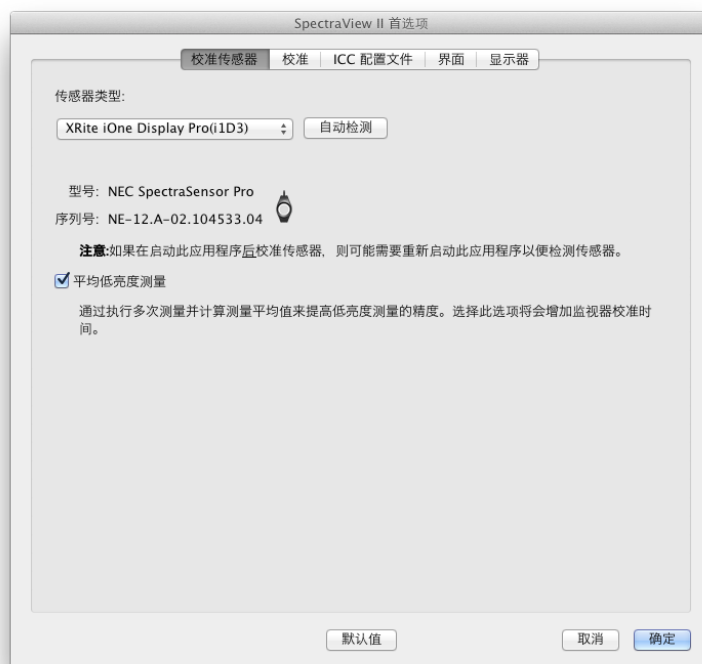 SpectraView II 首选项
校准传感器 校准 ICC 配置文件 界面 显示器
传感器类型:
XRite iOne Display Pro(i1D3) 自动检测
型号: NEC SpectraSensor Pro
序列号: NE-12.A-02.104533.04
注意:如果在启动此应用程序后校准传感器，则可能需要重新启动此应用程序以便检测传感器。
平均低亮度测量
通过执行多次测量并计算测量平均值来提高低亮度测量的精度。选择此选项将会增加监视器校准时
间。
默认值 取消 确定